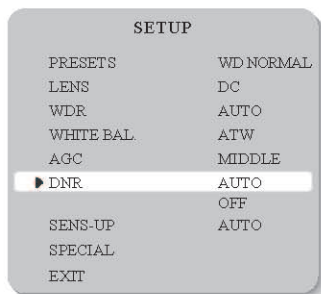 SETUP
PRESETS WD NORMAL
LENS DC
WDR AUTO
WHITE BAL. ATW
AGC MIDDLE
DNR AUTO
OFF
SENS-UP AUTO
SPECIAL
EXIT